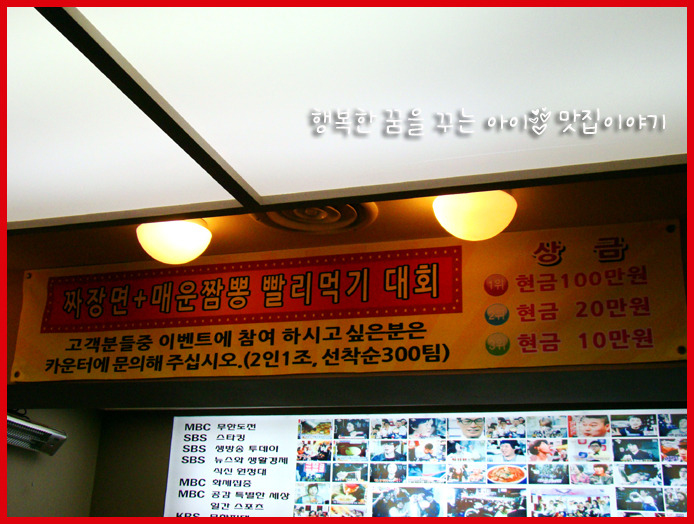 행복한 꿈을 꾸는 아이 맛집이야기
짜장면+매운짬뽕 빨리먹기 대회
고객분들중 이벤트에 참여 하시고 싶은분은
카운터에 문의해 주십시오.(2인1조, 선착순300팀)
상 금
1위 현금100만원
2위 현금 20만원
3위 현금 10만원
MBC 무한도전
SBS 스타킹
SBS 생방송 투데이
SBS 뉴스와 생활경제
식신 원정대
MBC 화제집중
MBC 공감 특별한 세상
일간 스포츠
KBS